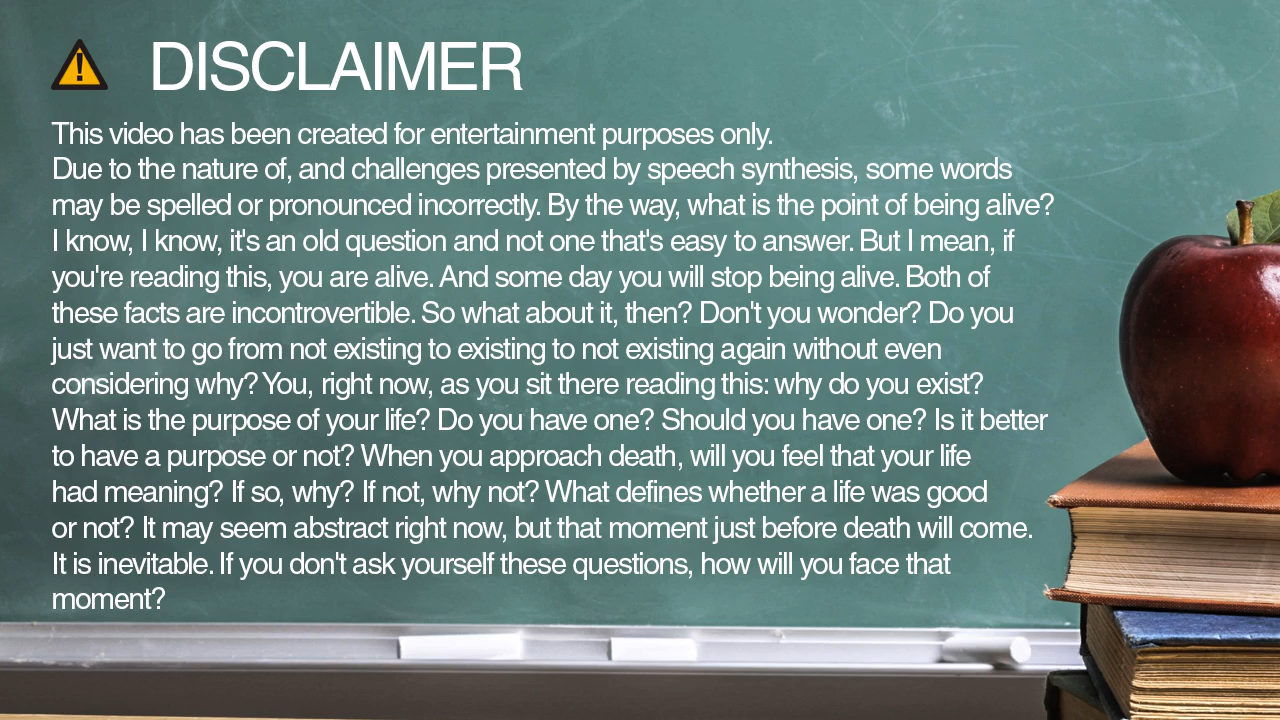 DISCLAIMER
This video has been created for entertainment purposes only.
Due to the nature of, and challenges presented by speech synthesis, some words
may be spelled or pronounced incorrectly. By the way, what is the point of being alive?
I know, I know, it's an old question and not one that's easy to answer. But I mean, if
you're reading this, you are alive. And some day you will stop being alive. Both of
these facts are incontrovertible. So what about it, then? Don't you wonder? Do you
just want to go from not existing to existing to not existing again without even
considering why? You, right now, as you sit there reading this: why do you exist?
What is the purpose of your life? Do you have one? Should you have one? Is it better
to have a purpose or not? When you approach death, will you feel that your life
had meaning? If so, why? If not, why not? What defines whether a life was good
or not? It may seem abstract right now, but that moment just before death will come.
It is inevitable. If you don't ask yourself these questions, how will you face that
moment?